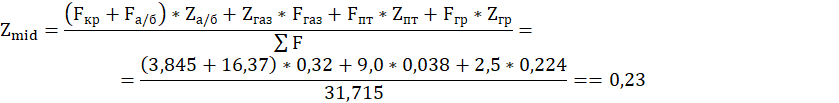 Z_mid = ((F_кр + F_а/б) * Z_а/б + Z_газ * F_газ + F_пт * Z_пт + F_гр * Z_гр) / (∑ F) =
= ((3,845 + 16,37) * 0,32 + 9,0 * 0,038 + 2,5 * 0,224) / 31,715 == 0,23